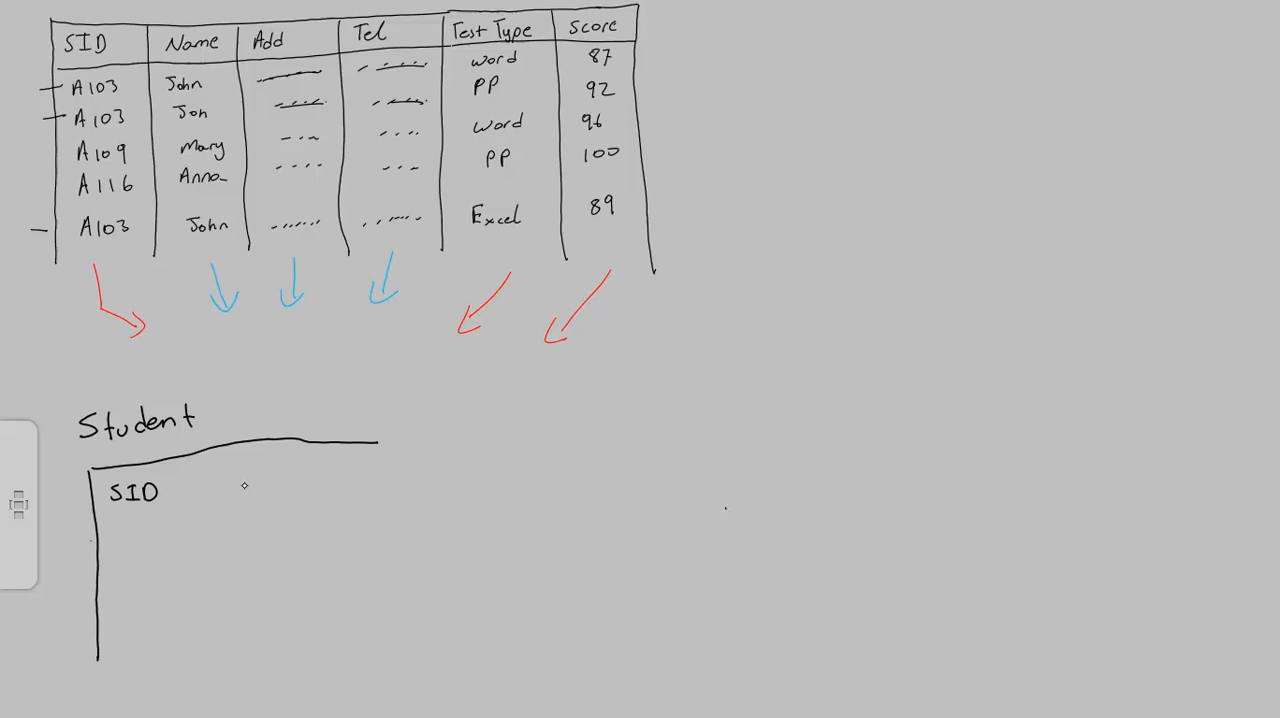 SID Name Add Tel Test Type Score
A103 John word 87
A103 Jon PP 92
A109 Mary word 96
A116 Anna PP 100
A103 John Excel 89
Student
SID